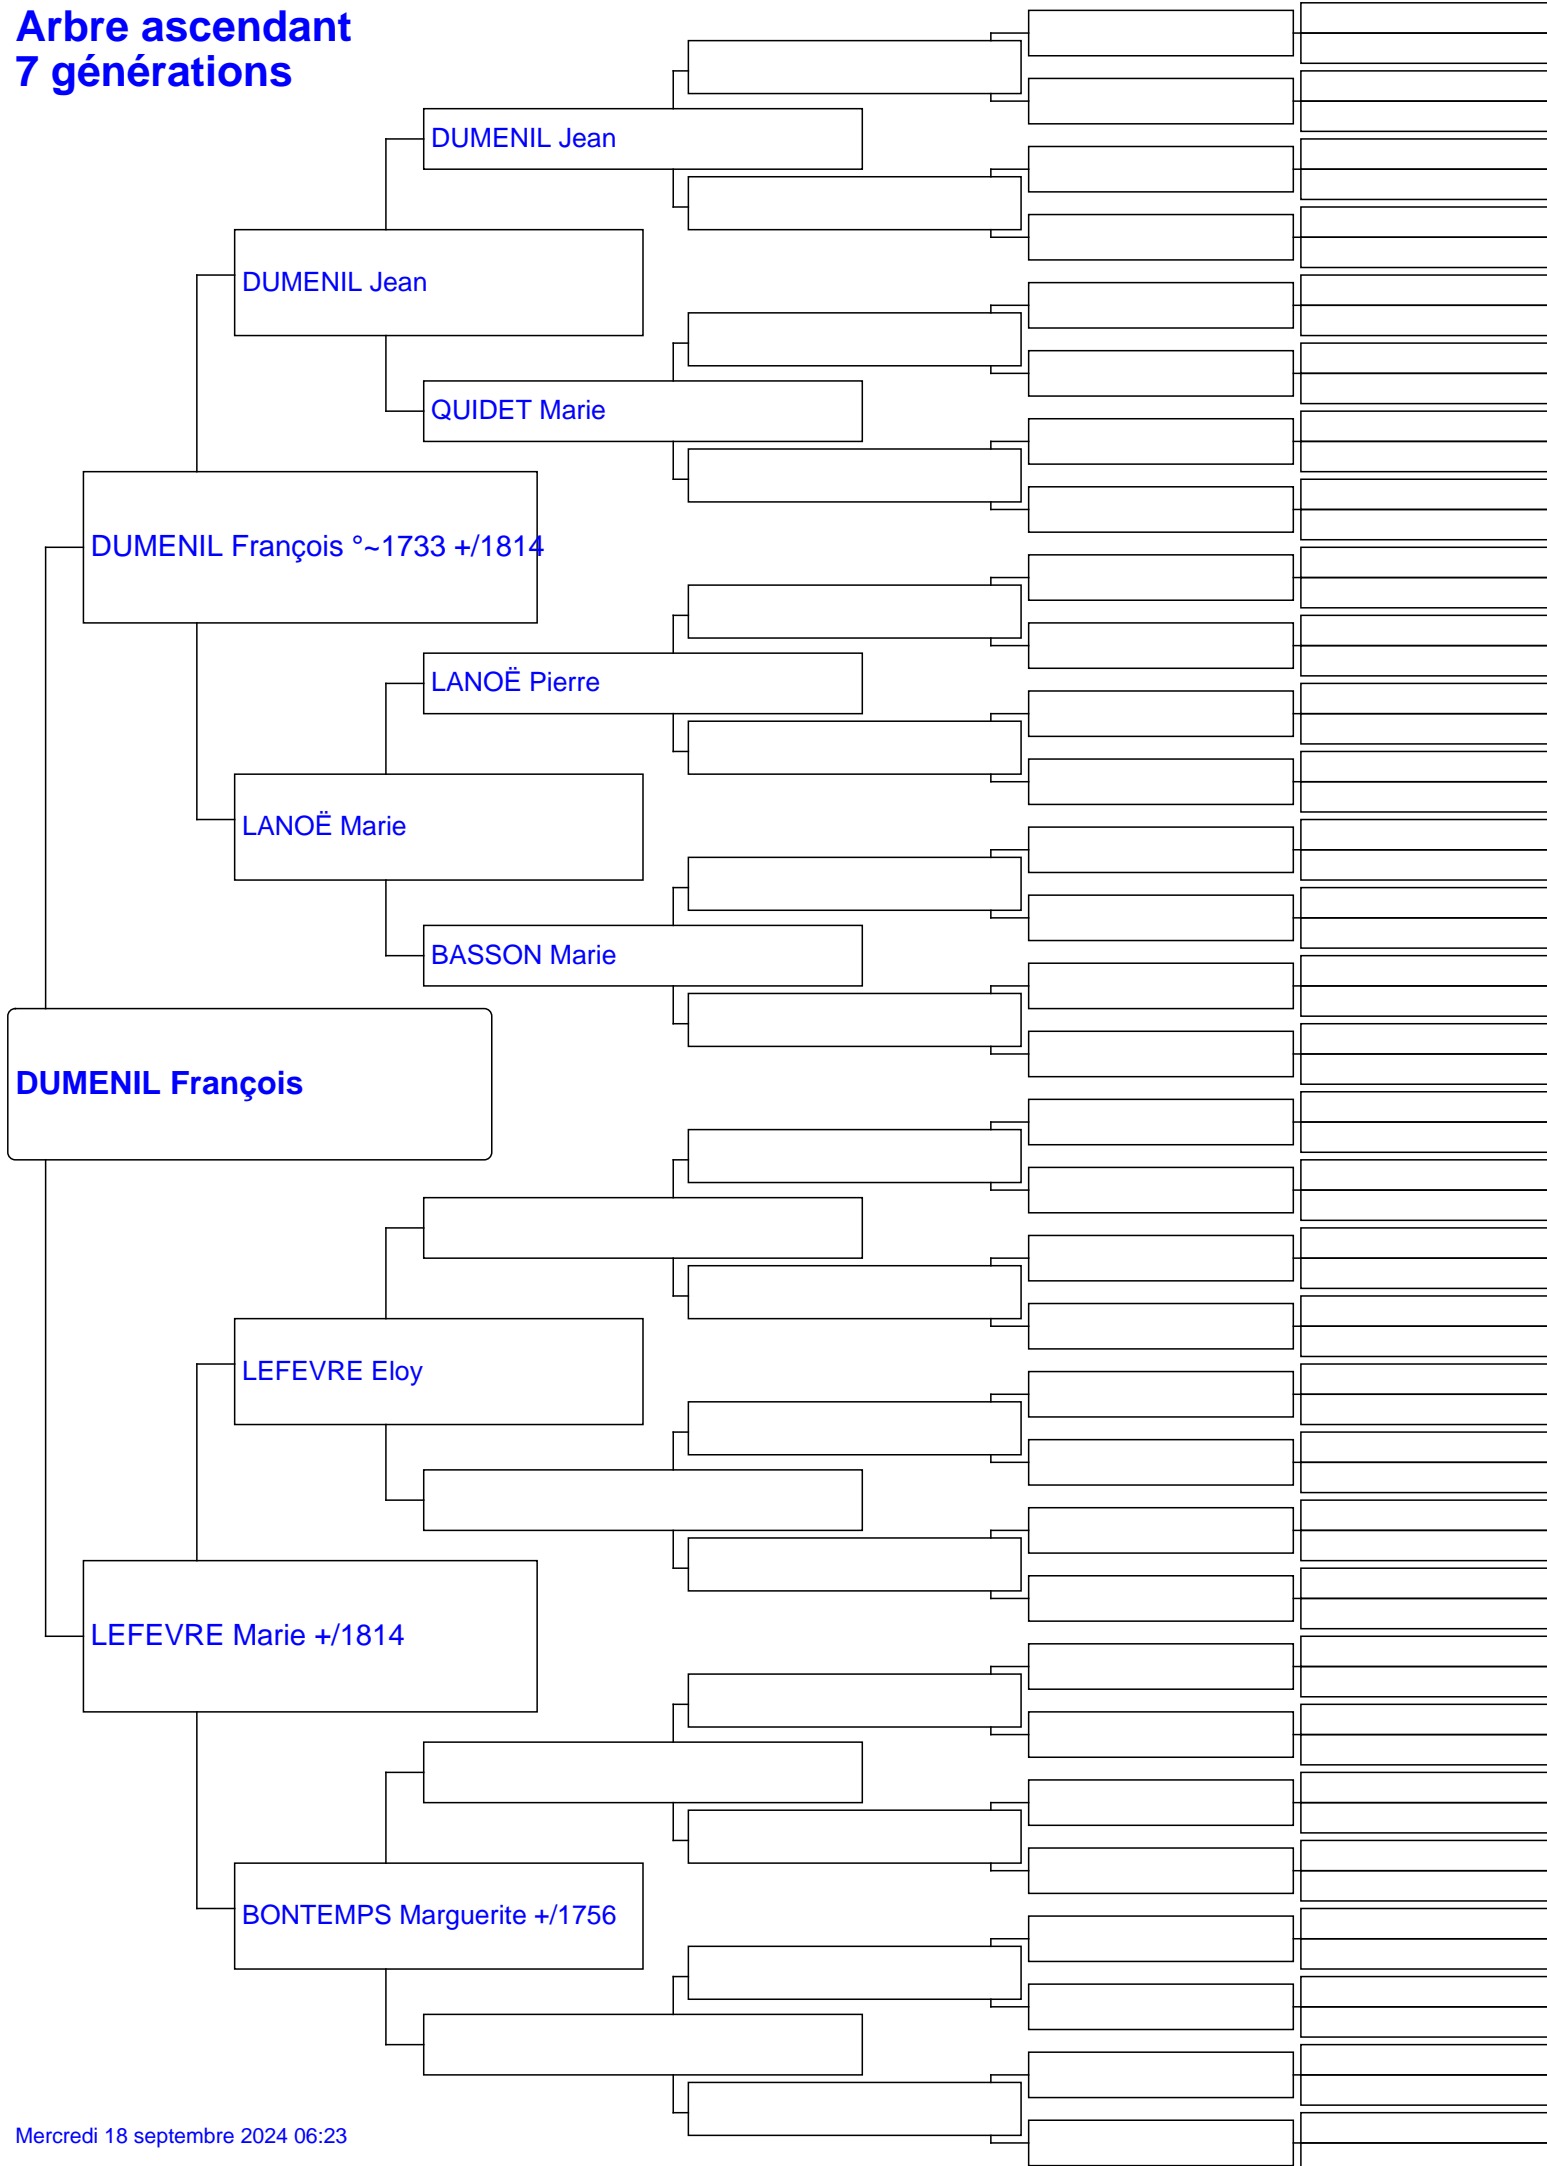 Arbre ascendant
7 générations
DUMENIL Jean
DUMENIL Jean
QUIDET Marie
DUMENIL François °~1733 +/1814
LANOË Pierre
LANOË Marie
BASSON Marie
DUMENIL François
LEFEVRE Eloy
LEFEVRE Marie +/1814
BONTEMPS Marguerite +/1756
Mercredi 18 septembre 2024 06:23